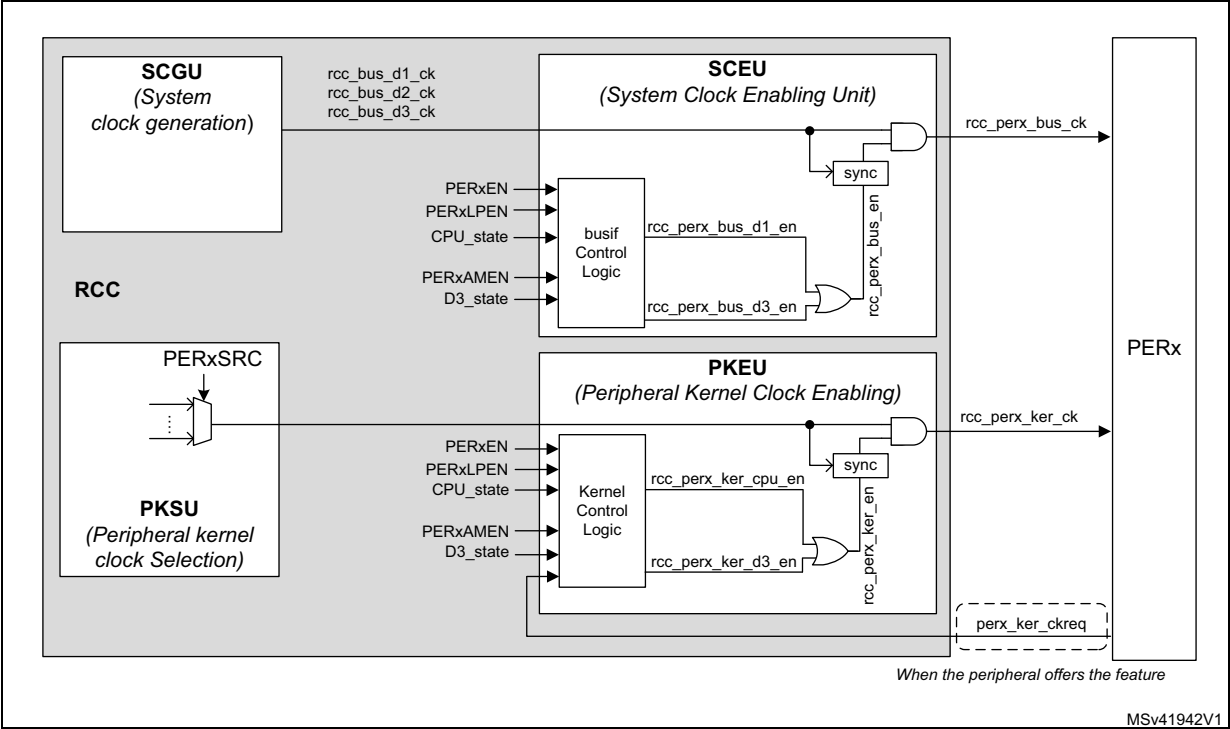 SCGU
(System
clock generation)
rcc_bus_d1_ck
rcc_bus_d2_ck
rcc_bus_d3_ck
SCEU
(System Clock Enabling Unit)
rcc_perx_bus_ck
sync
PERxEN
PERxLPEN
CPU_state
PERxAMEN
D3_state
busif
Control
Logic
rcc_perx_bus_d1_en
rcc_perx_bus_d3_en
rcc_perx_bus_en
RCC
PERx
PERxSRC
PKSU
(Peripheral kernel
clock Selection)
PKEU
(Peripheral Kernel Clock Enabling)
rcc_perx_ker_ck
sync
PERxEN
PERxLPEN
CPU_state
PERxAMEN
D3_state
Kernel
Control
Logic
rcc_perx_ker_cpu_en
rcc_perx_ker_d3_en
rcc_perx_ker_en
perx_ker_ckreq
When the peripheral offers the feature
MSv41942V1